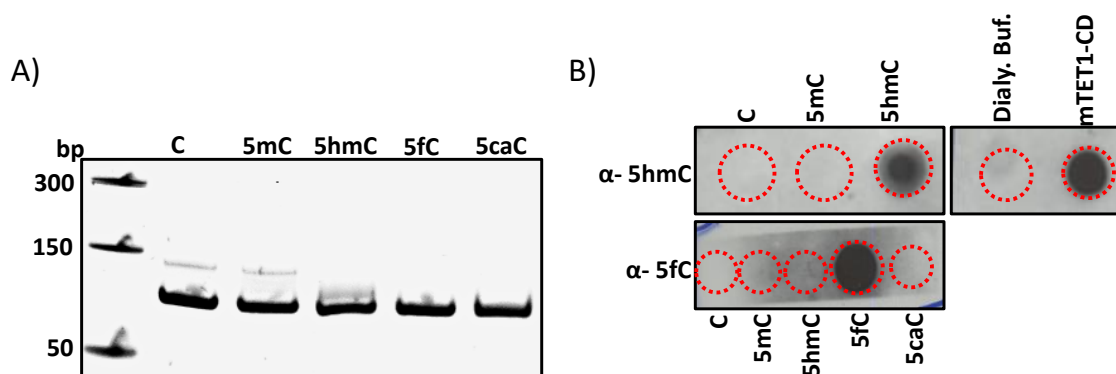 A)
bp
C 5mC 5hmC 5fC 5caC
300
150
50
B)
C 5mC 5hmC Dialy. Buf. mTET1-CD
α- 5hmC
α- 5fC
C 5mC 5hmC 5fC 5caC